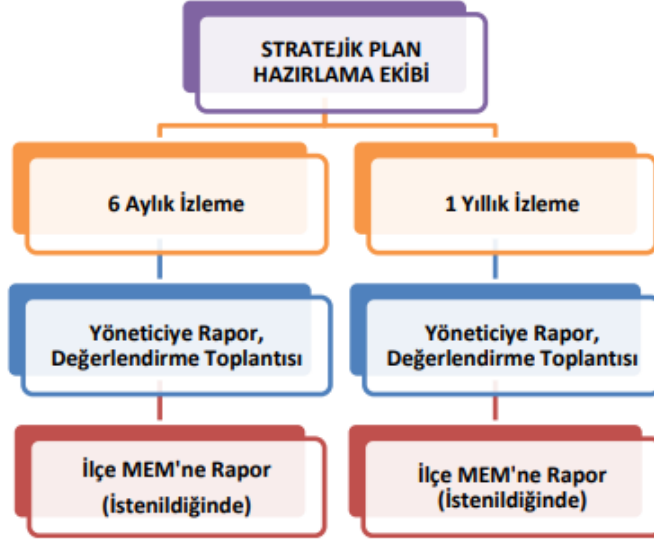 STRATEJİK PLAN
HAZIRLAMA EKİBİ
6 Aylık İzleme
1 Yıllık İzleme
Yöneticiye Rapor,
Değerlendirme Toplantısı
Yöneticiye Rapor,
Değerlendirme Toplantısı
İlçe MEM'ne Rapor
(İstenildiğinde)
İlçe MEM'ne Rapor
(İstenildiğinde)